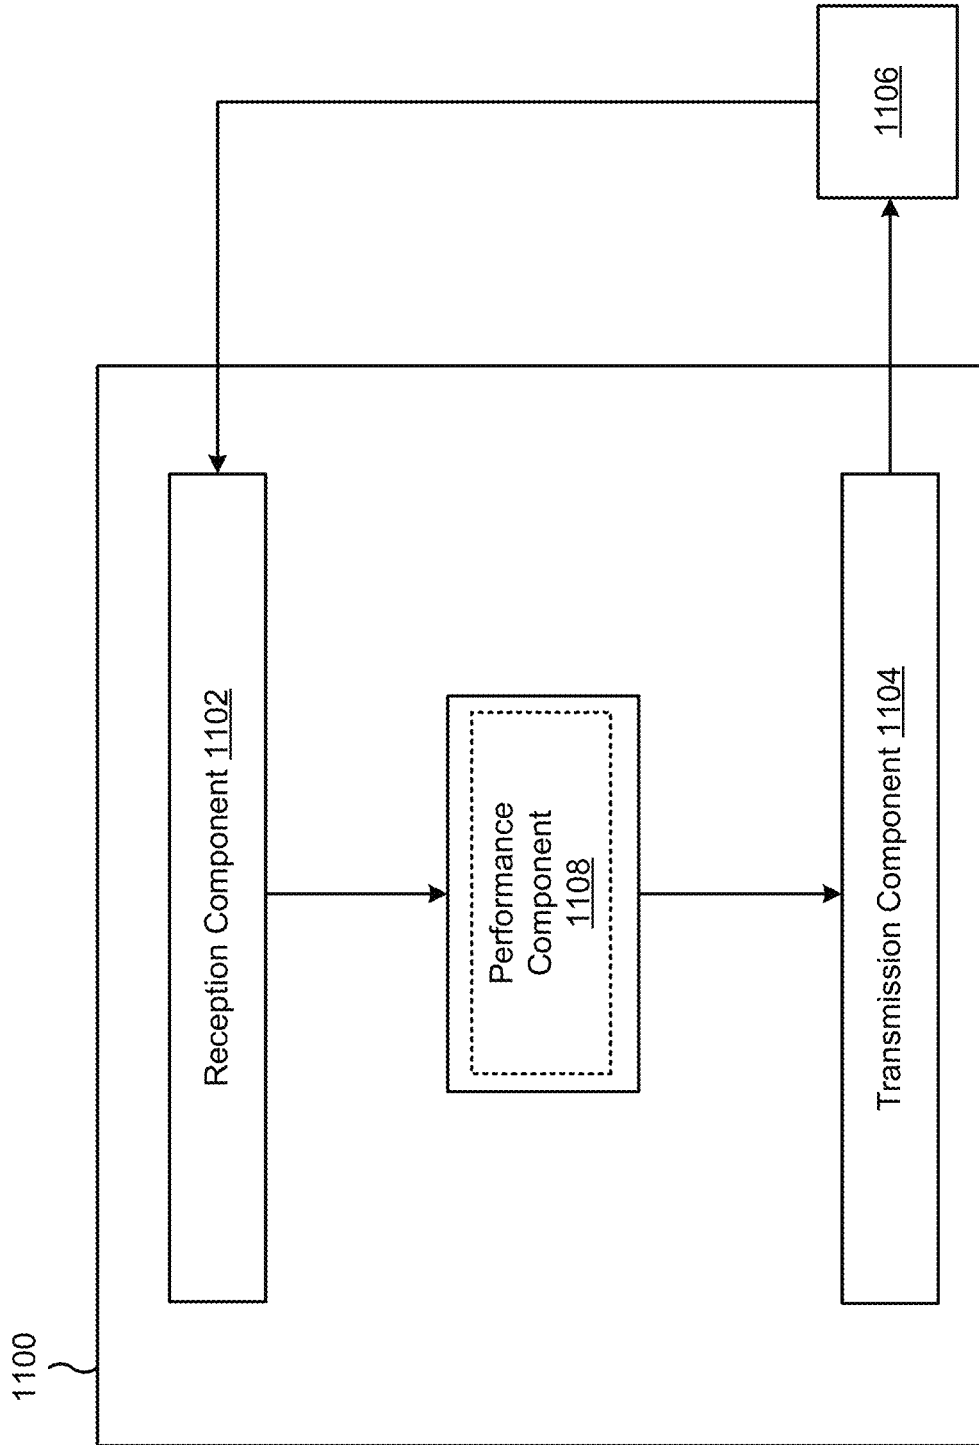 1100
Reception Component 1102
Performance
Component
1108
Transmission Component 1104
1106